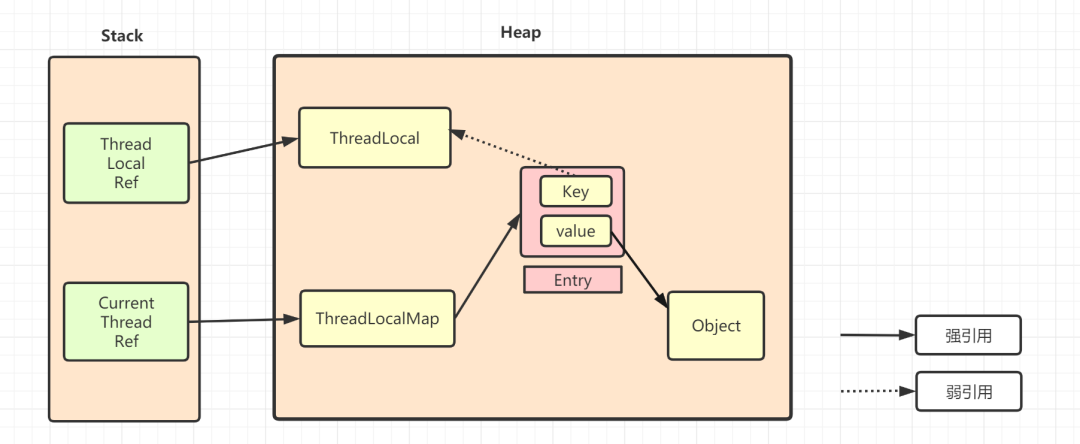 Stack
Heap
Thread
Local
Ref
ThreadLocal
Key
value
Entry
Current
Thread
Ref
ThreadLocalMap
Object
强引用
弱引用